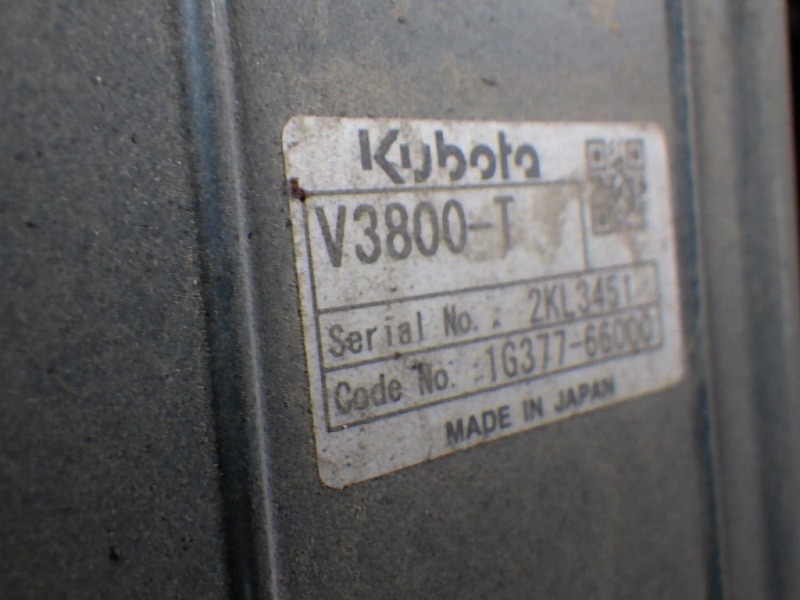 Kubota
V3800-T
Serial No. : 2KL3451
Code No. : 1G377-66000
MADE IN JAPAN